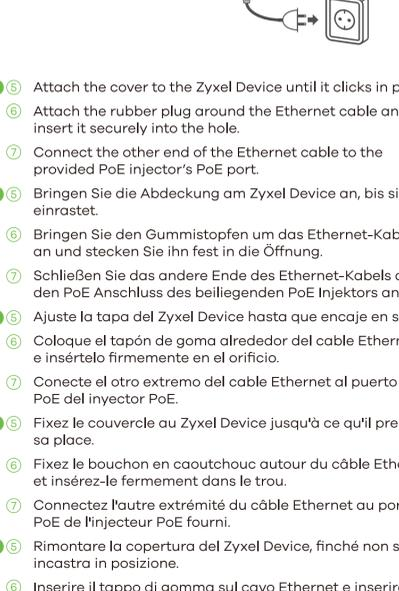 ⑤ Attach the cover to the Zyxel Device until it clicks in
⑥ Attach the rubber plug around the Ethernet cable
insert it securely into the hole.
⑦ Connect the other end of the Ethernet cable to the
provided PoE injector's PoE port.
⑤ Bringen Sie die Abdeckung am Zyxel Device an, bis
einrastet.
⑥ Bringen Sie den Gummistopfen um das
an und stecken Sie ihn fest in die Öffnung.
⑦ Schließen Sie das andere Ende des Ethernet-Kabels
den PoE Anschluss des beiliegenden PoE Injektors an
⑤ Ajuste la tapa del Zyxel Device hasta que encaje en
⑥ Coloque el tapón de goma alrededor del cable
e insértelo firmemente en el orificio.
⑦ Conecte el otro extremo del cable Ethernet al puerto
PoE del inyector PoE.
⑤ Fixez le couvercle au Zyxel Device jusqu'à ce qu'il
sa place.
⑥ Fixez le bouchon en caoutchouc autour du câble
et insérez-le fermement dans le trou.
⑦ Connectez l'autre extrémité du câble Ethernet au
PoE de l'injecteur PoE fourni.
⑤ Rimontare la copertura del Zyxel Device, finché non
incastra in posizione.
⑥ Inserire il tappo di gomma sul cavo Ethernet e